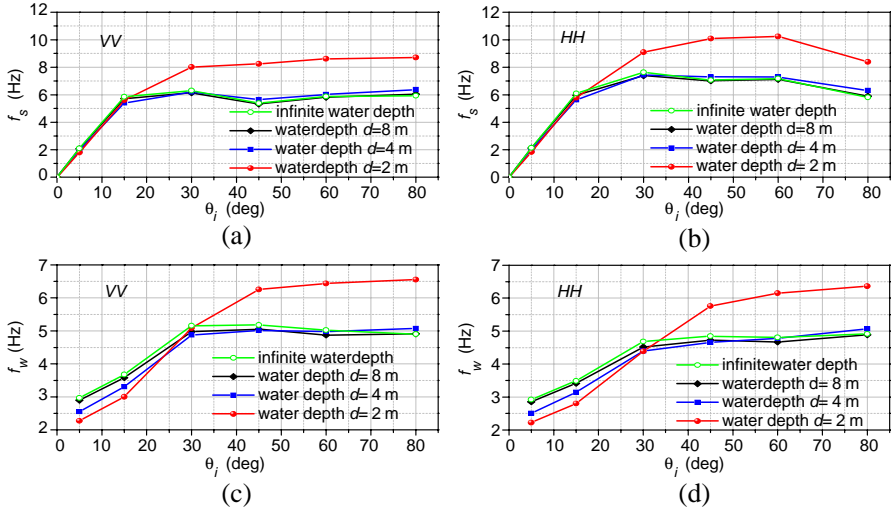 VV
f_s (Hz)
12
10
8
6
4
2
0
infinite water depth
waterdepth d=8 m
water depth d=4 m
waterdepth d=2 m
0 10 20 30 40 50 60 70 80
θ_i (deg)
(a)
HH
f_s (Hz)
12
10
8
6
4
2
0
infinite water depth
water depth d=8 m
water depth d= 4 m
water depth d= 2 m
0 10 20 30 40 50 60 70 80
θ_i (deg)
(b)
VV
f_w (Hz)
7
6
5
4
3
2
infinite waterdepth
water depth d= 8 m
water depth d= 4 m
water depth d= 2 m
0 10 20 30 40 50 60 70 80
θ_i (deg)
(c)
HH
f_w (Hz)
7
6
5
4
3
2
infinitewater depth
waterdepth d= 8 m
waterdepth d= 4 m
water depth d= 2 m
0 10 20 30 40 50 60 70 80
θ_i (deg)
(d)